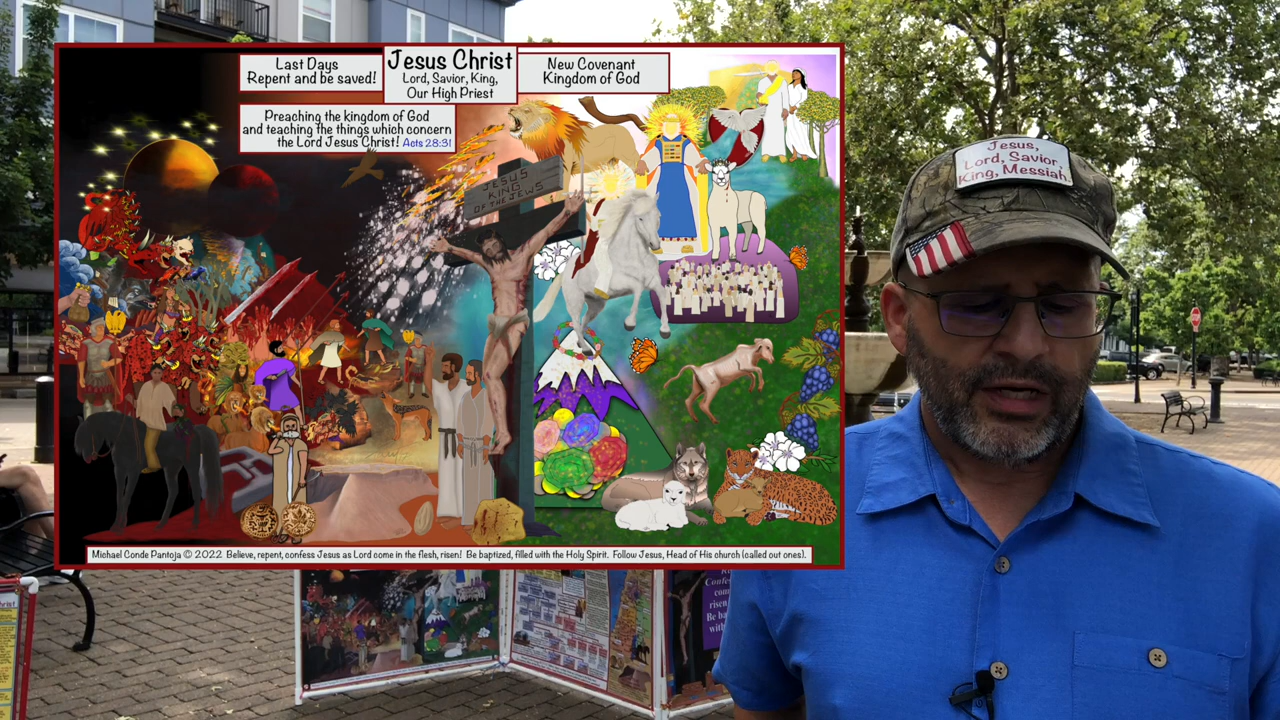 Last Days
Repent and be saved!
Jesus Christ
Lord, Savior, King,
Our High Priest
New Covenant
Kingdom of God
Preaching the kingdom of God
and teaching the things which concern
the Lord Jesus Christ! Acts 28:31
JESUS
KING
OF THE JEWS
Michael Conde Pantoja © 2022 Believe, repent, confess Jesus as Lord come in the flesh, risen! Be baptized, filled with the Holy Spirit. Follow Jesus, Head of His church (called out ones).
Jesus,
Lord, Savior,
King, Messiah.